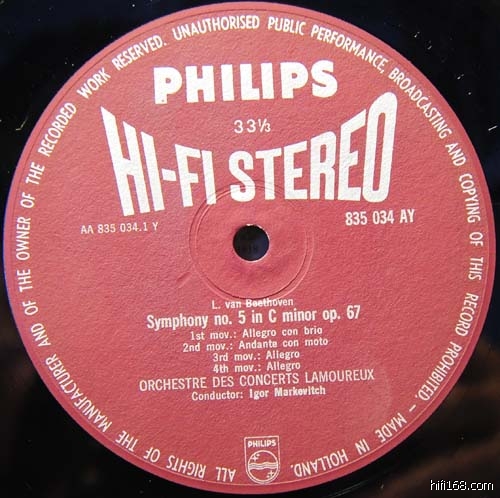 ALL RIGHTS OF THE MANUFACTURER AND OF THE OWNER OF THE RECORDED WORK RESERVED. UNAUTHORISED PUBLIC PERFORMANCE, BROADCASTING AND COPYING OF THIS RECORD PROHIBITED. - MADE IN HOLLAND.
PHILIPS
33⅓
HI-FI STEREO
AA 835 034.1 Y
835 034 AY
L. van Beethoven
Symphony no. 5 in C minor op. 67
1st mov.: Allegro con brio
2nd mov.: Andante con moto
3rd mov.: Allegro
4th mov.: Allegro
ORCHESTRE DES CONCERTS LAMOUREUX
Conductor: Igor Markevitch
PHILIPS
hifi168.com